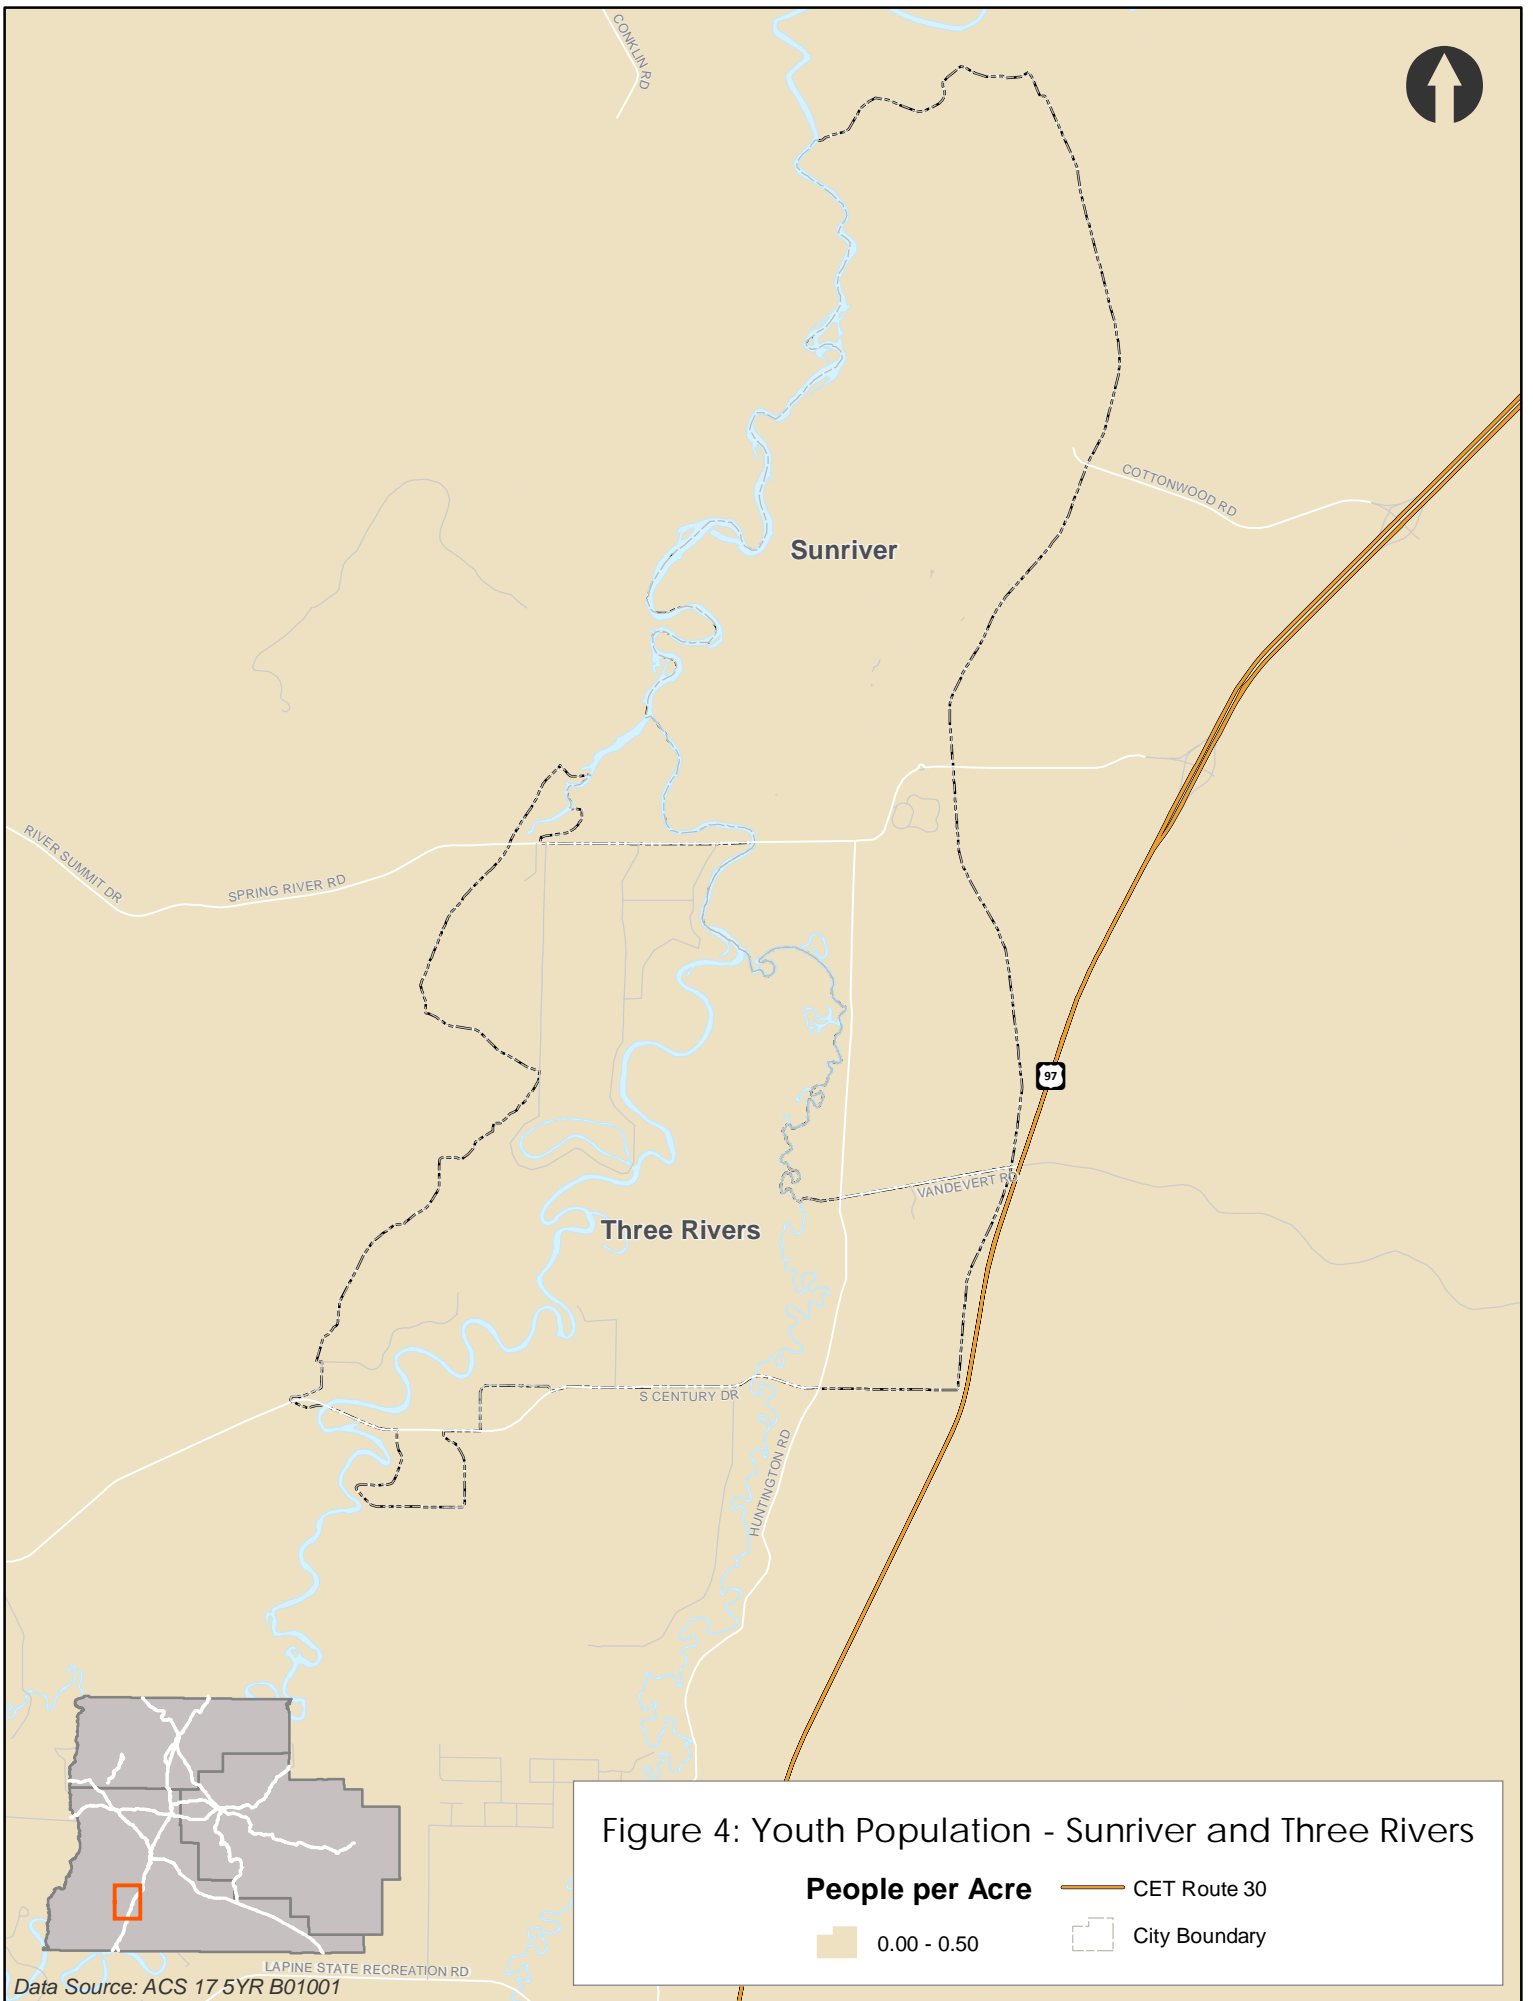 CONKLIN RD
COTTONWOOD RD
Sunriver
RIVER SUMMIT DR
SPRING RIVER RD
97
VANDEVERT RD
Three Rivers
S CENTURY DR
HUNTINGTON RD
Figure 4: Youth Population - Sunriver and Three Rivers
People per Acre
CET Route 30
0.00 - 0.50
City Boundary
LAPINE STATE RECREATION RD
Data Source: ACS 17 5YR B01001